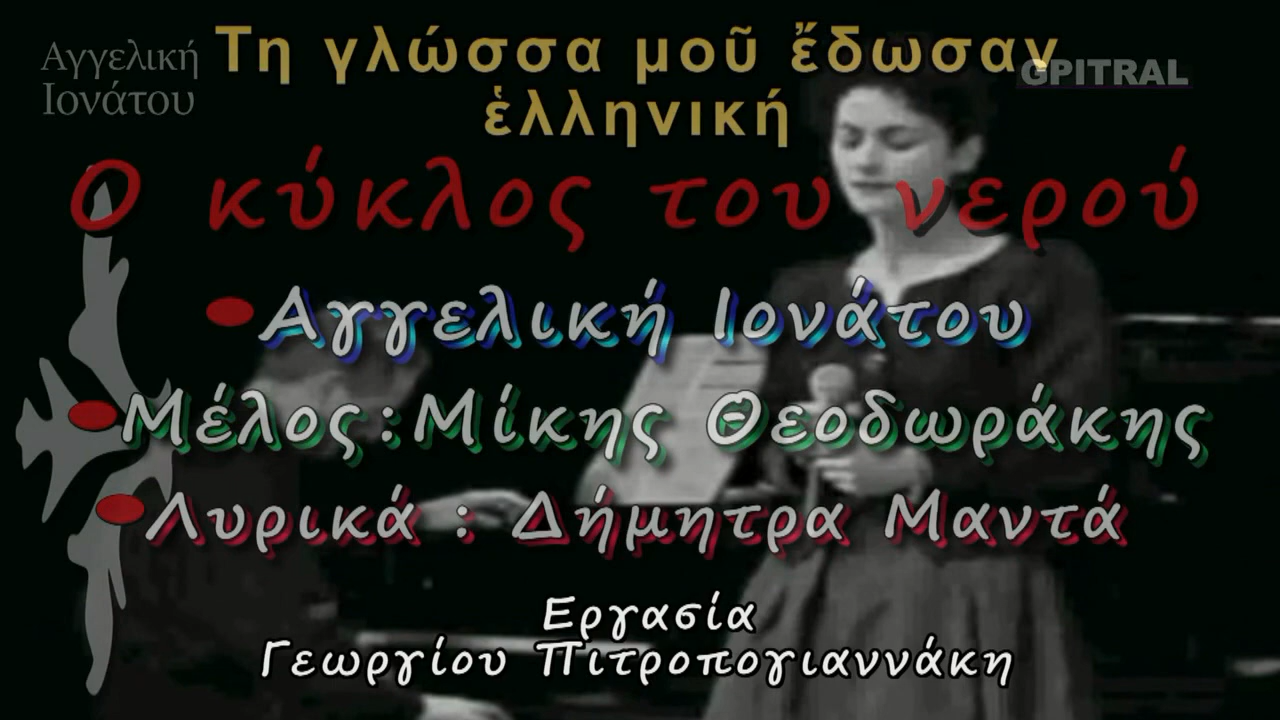 Αγγελική
Ιονάτου
Τη γλώσσα μοῦ ἔδωσαν
ἑλληνική
GPITRAL
Ο κύκλος του νερού
Αγγελική Ιονάτου
Μέλος:Μίκης Θεοδωράκης
Λυρικά : Δήμητρα Μαντά
Εργασία
Γεωργίου Πιτροπογιαννάκη